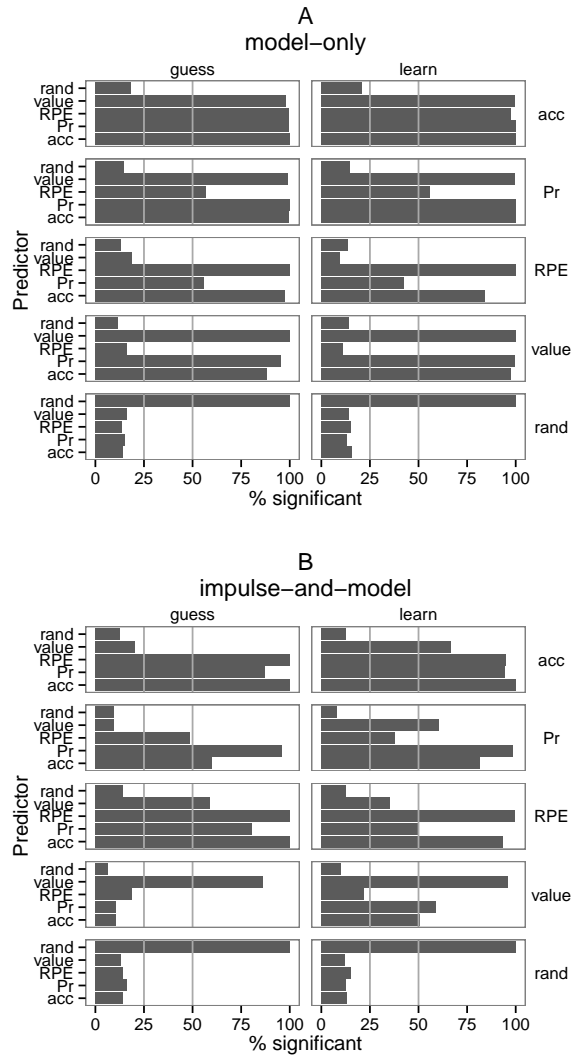 A
model−only
guess learn
rand
value
RPE
Pr
acc
acc
rand
value
RPE
Pr
acc
Pr
rand
value
RPE
Pr
acc
RPE
rand
value
RPE
Pr
acc
value
rand
value
RPE
Pr
acc
rand
Predictor
0 25 50 75 100 0 25 50 75 100
% significant
B
impulse−and−model
guess learn
rand
value
RPE
Pr
acc
acc
rand
value
RPE
Pr
acc
Pr
rand
value
RPE
Pr
acc
RPE
rand
value
RPE
Pr
acc
value
rand
value
RPE
Pr
acc
rand
Predictor
0 25 50 75 100 0 25 50 75 100
% significant